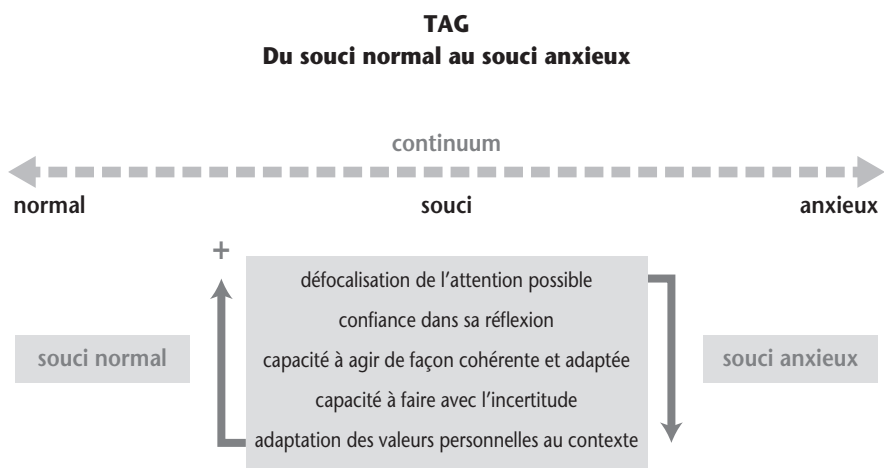 TAG
Du souci normal au souci anxieux
continuum
normal souci anxieux
+
défocalisation de l'attention possible
confiance dans sa réflexion
souci normal
capacité à agir de façon cohérente et adaptée
souci anxieux
capacité à faire avec l'incertitude
adaptation des valeurs personnelles au contexte